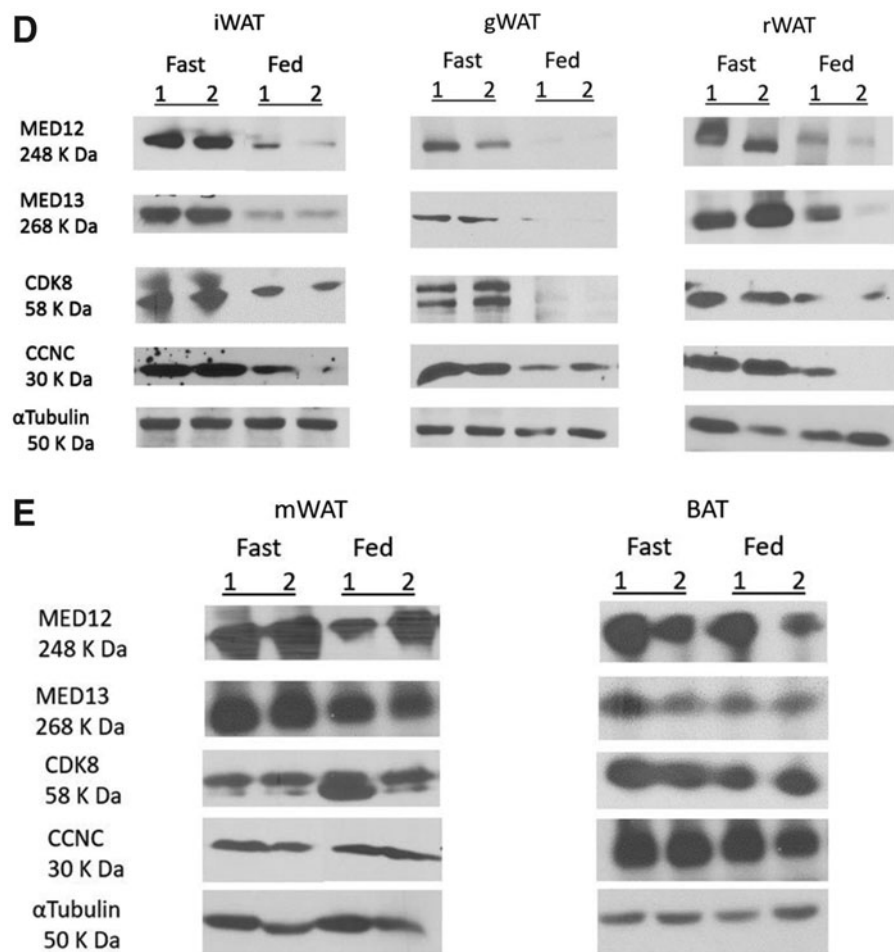 D
iWAT
gWAT
rWAT
Fast Fed
Fast Fed
Fast Fed
1 2 1 2
1 2 1 2
1 2 1 2
MED12
248 K Da
MED13
268 K Da
CDK8
58 K Da
CCNC
30 K Da
αTubulin
50 K Da
E
mWAT
BAT
Fast Fed
Fast Fed
1 2 1 2
1 2 1 2
MED12
248 K Da
MED13
268 K Da
CDK8
58 K Da
CCNC
30 K Da
αTubulin
50 K Da